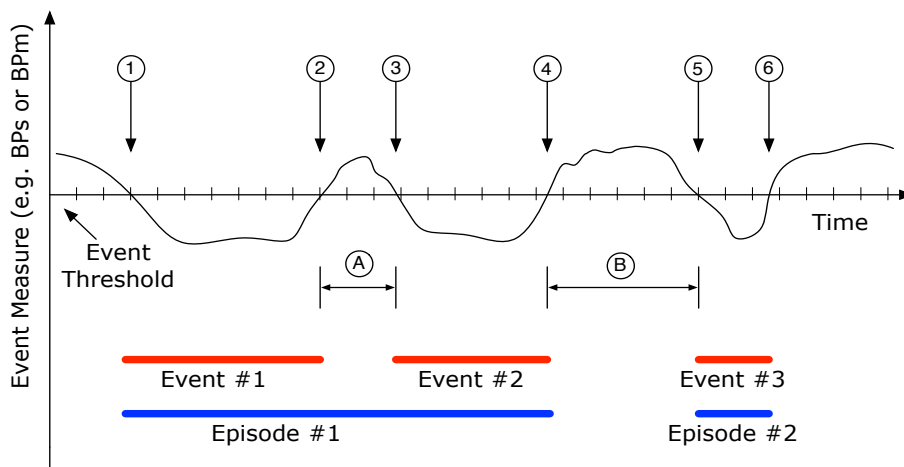 Event Measure (e.g. BPs or BPm)
1 2 3 4 5 6
Time
Event
Threshold
A B
Event #1 Event #2 Event #3
Episode #1 Episode #2